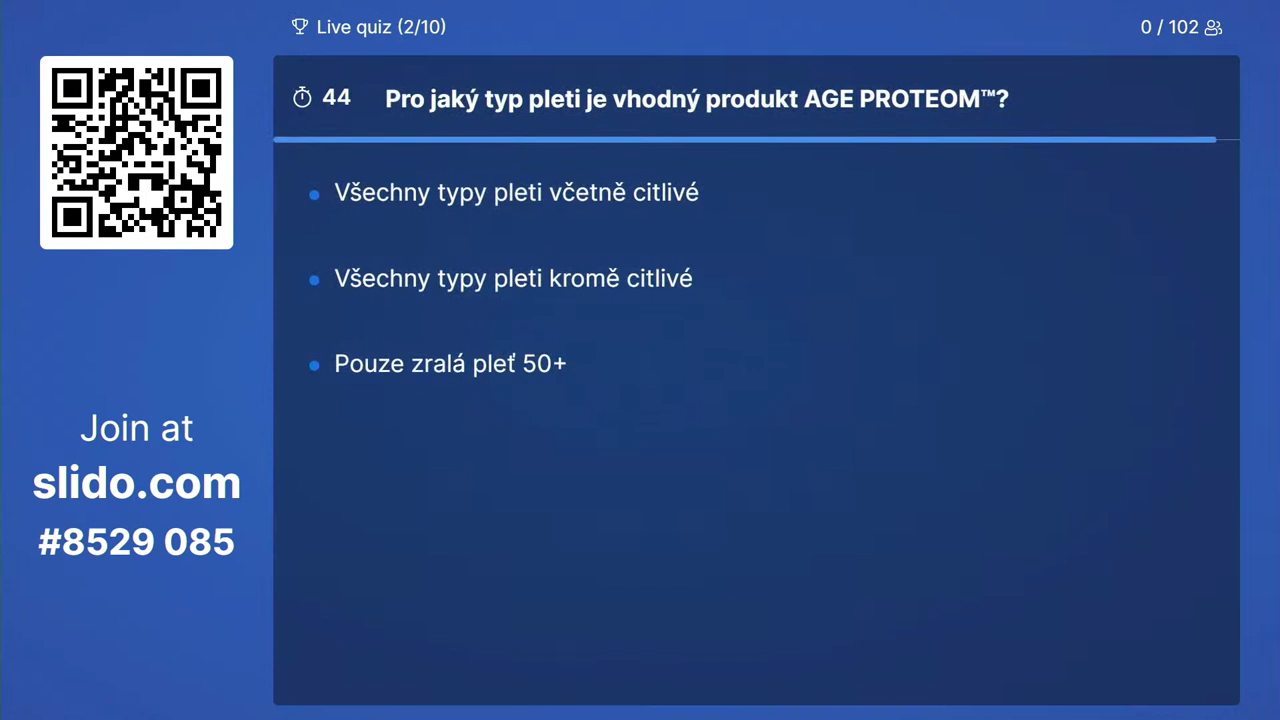 Live quiz (2/10)
0 / 102
44
Pro jaký typ pleti je vhodný produkt AGE PROTEOM™?
Všechny typy pleti včetně citlivé
Všechny typy pleti kromě citlivé
Pouze zralá pleť 50+
Join at
slido.com
#8529 085